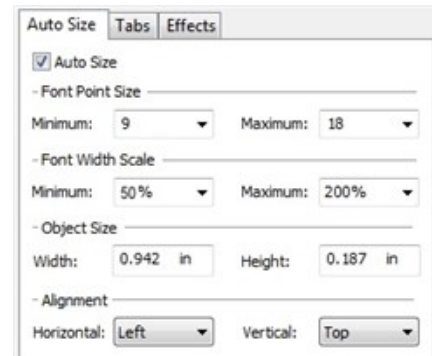 Auto Size Tabs Effects
Auto Size
Font Point Size
Minimum: 9 Maximum: 18
Font Width Scale
Minimum: 50% Maximum: 200%
Object Size
Width: 0.942 in Height: 0.187 in
Alignment
Horizontal: Left Vertical: Top